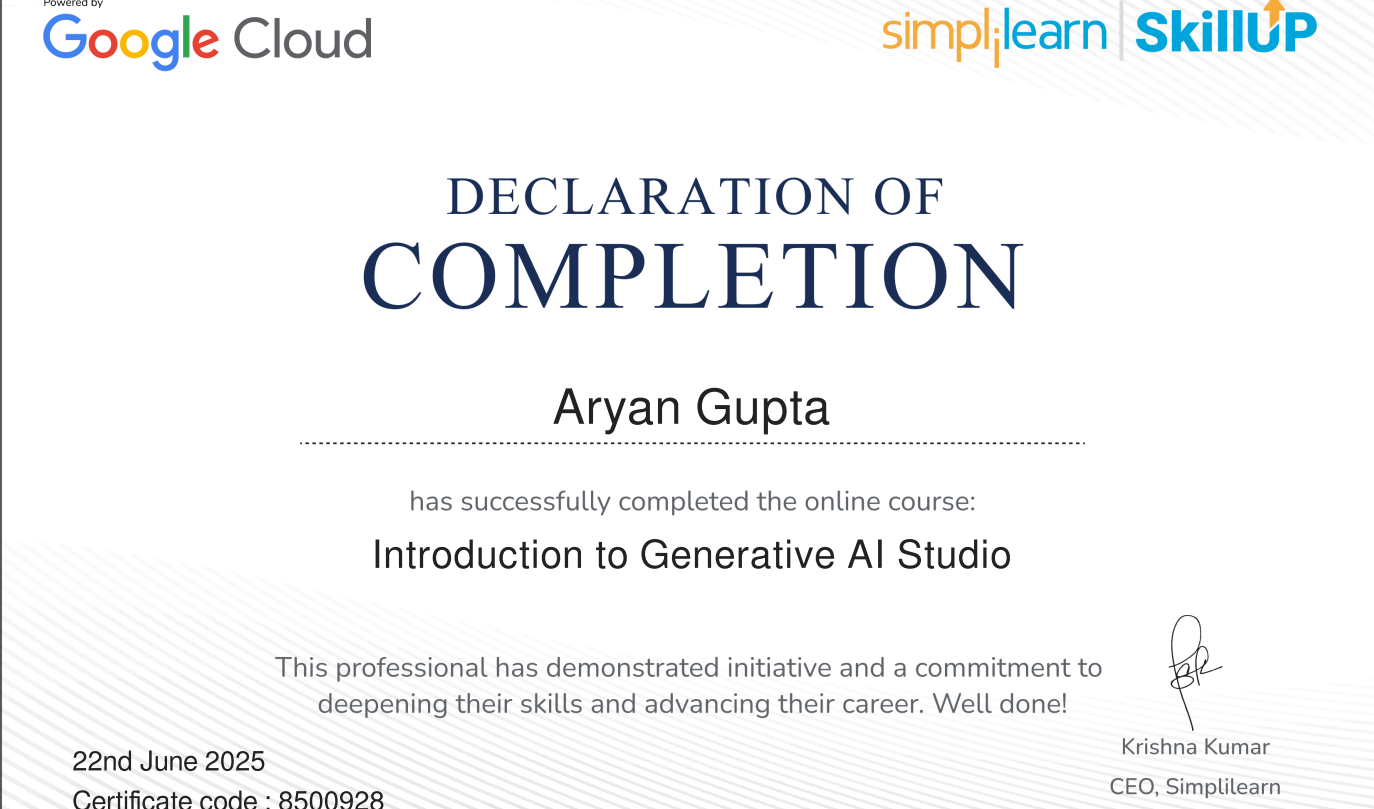 Powered by
Google Cloud
simplilearn | SkillUP
DECLARATION OF
COMPLETION
Aryan Gupta
has successfully completed the online course:
Introduction to Generative AI Studio
This professional has demonstrated initiative and a commitment to
deepening their skills and advancing their career. Well done!
Krishna Kumar
22nd June 2025
CEO, Simplilearn
Certificate code : 8500928